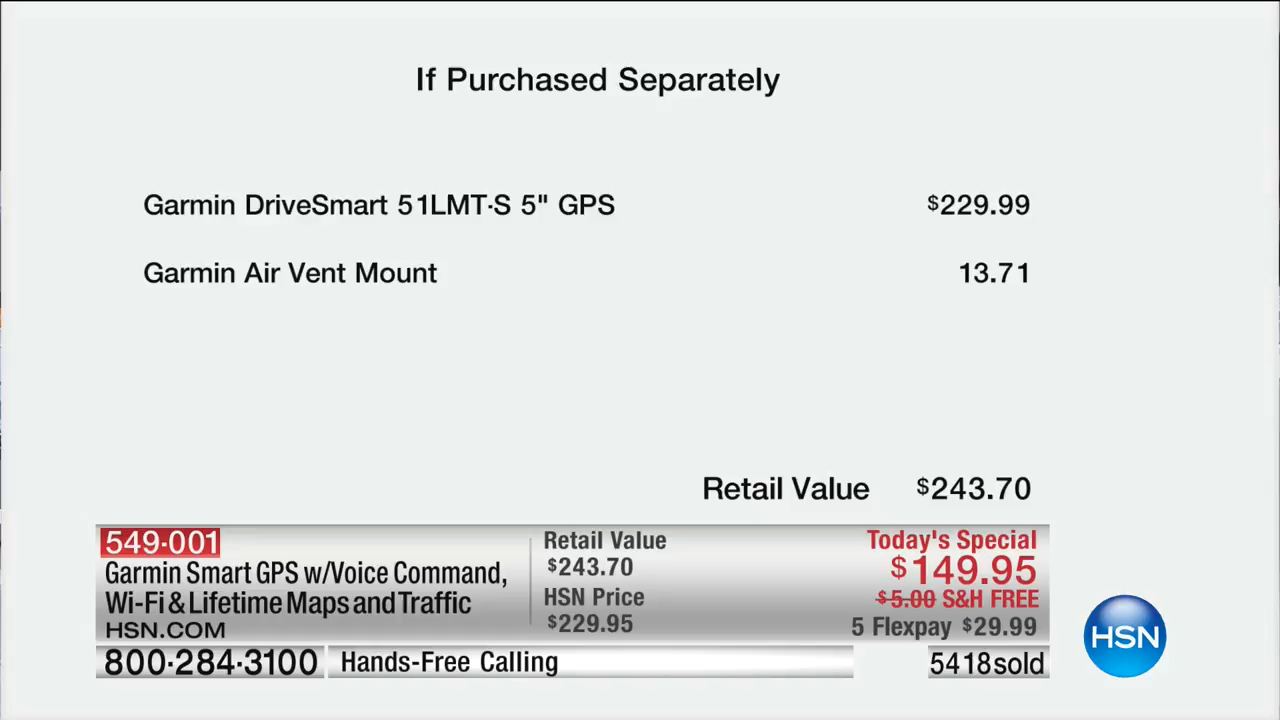 If Purchased Separately
Garmin DriveSmart 51LMT-S 5" GPS $229.99
Garmin Air Vent Mount 13.71
Retail Value $243.70
549-001
Garmin Smart GPS w/Voice Command,
Wi-Fi & Lifetime Maps and Traffic
HSN.COM
Retail Value
$243.70
HSN Price
$229.95
Today's Special
$149.95
$5.00 S&H FREE
5 Flexpay $29.99
800-284-3100
Hands-Free Calling
5418sold
HSN